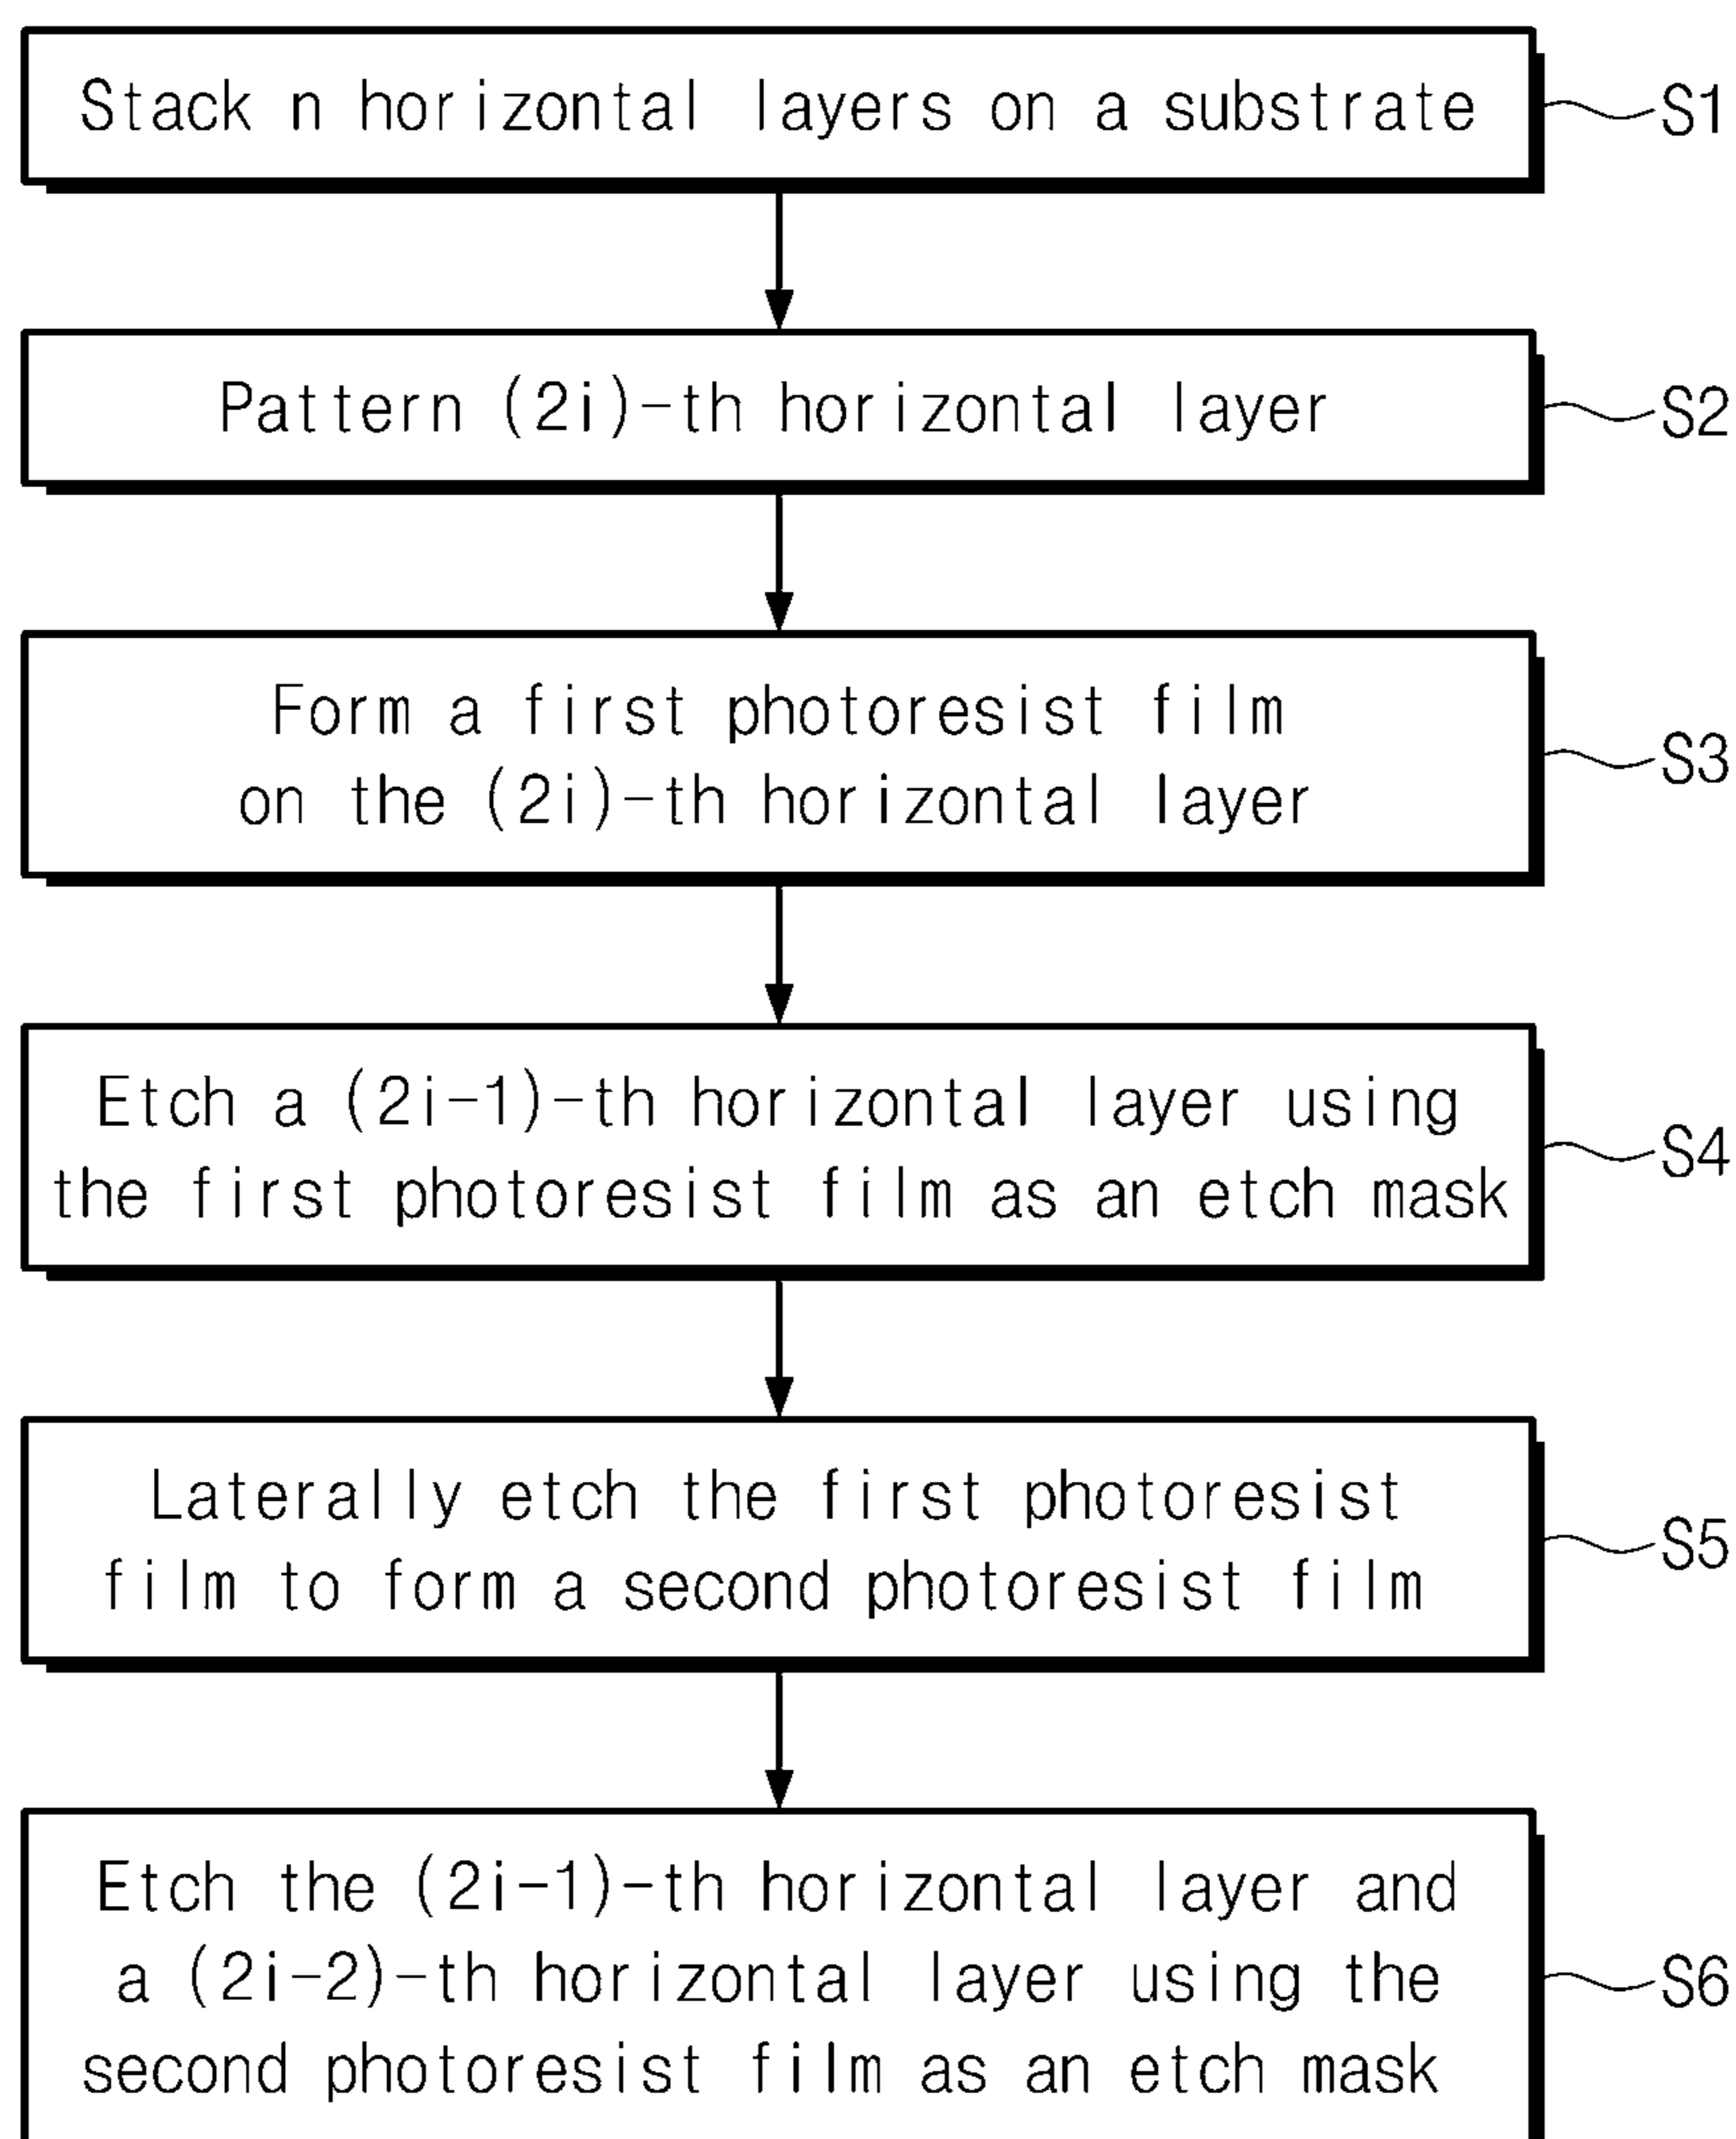 Stack n horizontal layers on a substrate
S1
Pattern (2i)-th horizontal layer
S2
Form a first photoresist film
on the (2i)-th horizontal layer
S3
Etch a (2i-1)-th horizontal layer using
the first photoresist film as an etch mask
S4
Laterally etch the first photoresist
film to form a second photoresist film
S5
Etch the (2i-1)-th horizontal layer and
a (2i-2)-th horizontal layer using the
second photoresist film as an etch mask
S6